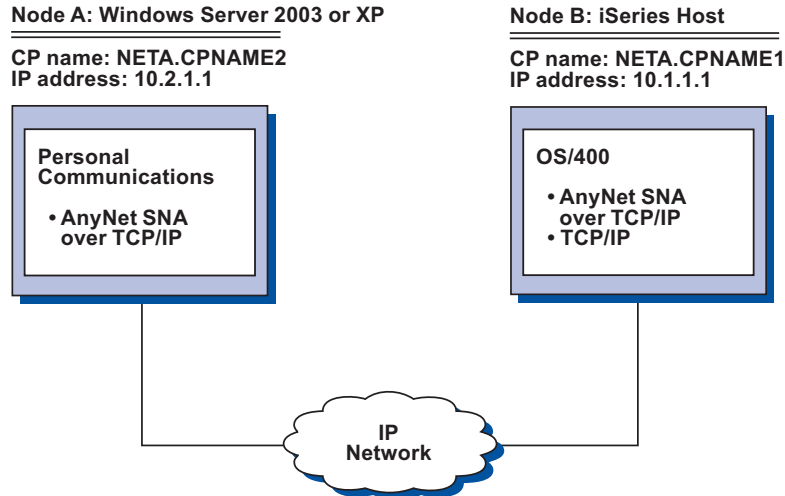 Node A: Windows Server 2003 or XP
CP name: NETA.CPNAME2
IP address: 10.2.1.1
Personal
Communications
• AnyNet SNA
over TCP/IP
Node B: iSeries Host
CP name: NETA.CPNAME1
IP address: 10.1.1.1
OS/400
• AnyNet SNA
over TCP/IP
• TCP/IP
IP
Network